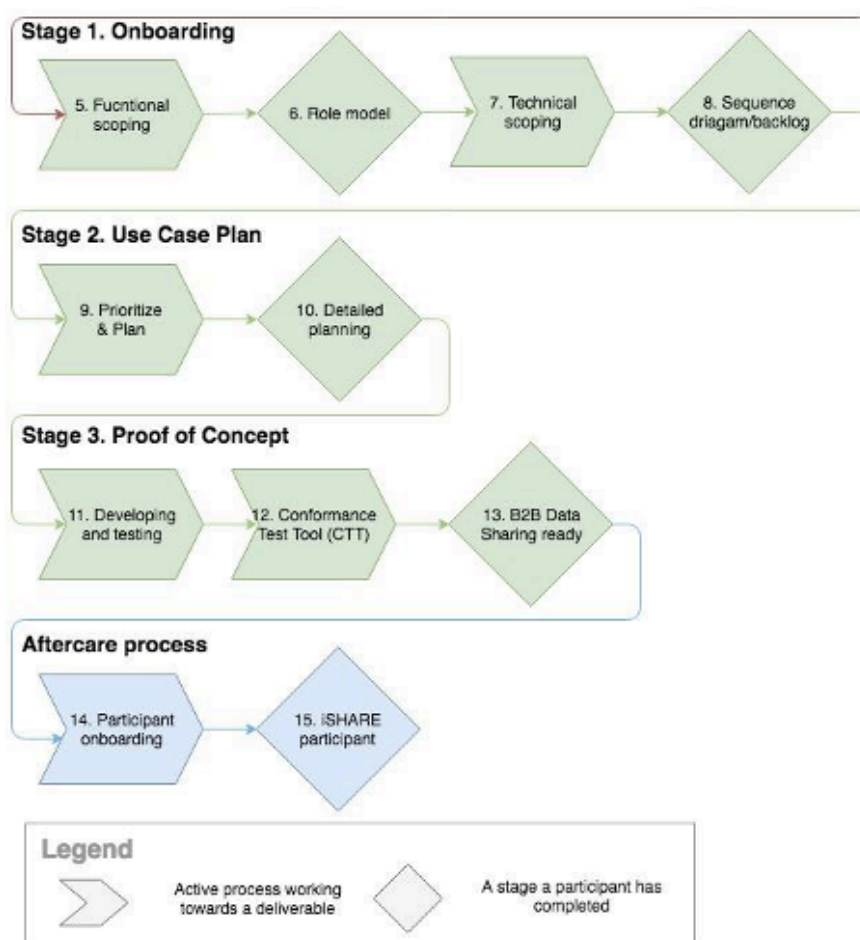 Stage 1. Onboarding
5. Fucntional
scoping
6. Role model
7. Technical
scoping
8. Sequence
driagam/backlog
Stage 2. Use Case Plan
9. Prioritize
& Plan
10. Detailed
planning
Stage 3. Proof of Concept
11. Developing
and testing
12. Conformance
Test Tool (CTT)
13. B2B Data
Sharing ready
Aftercare process
14. Participant
onboarding
15. iSHARE
participant
Legend
Active process working
towards a deliverable
A stage a participant has
completed